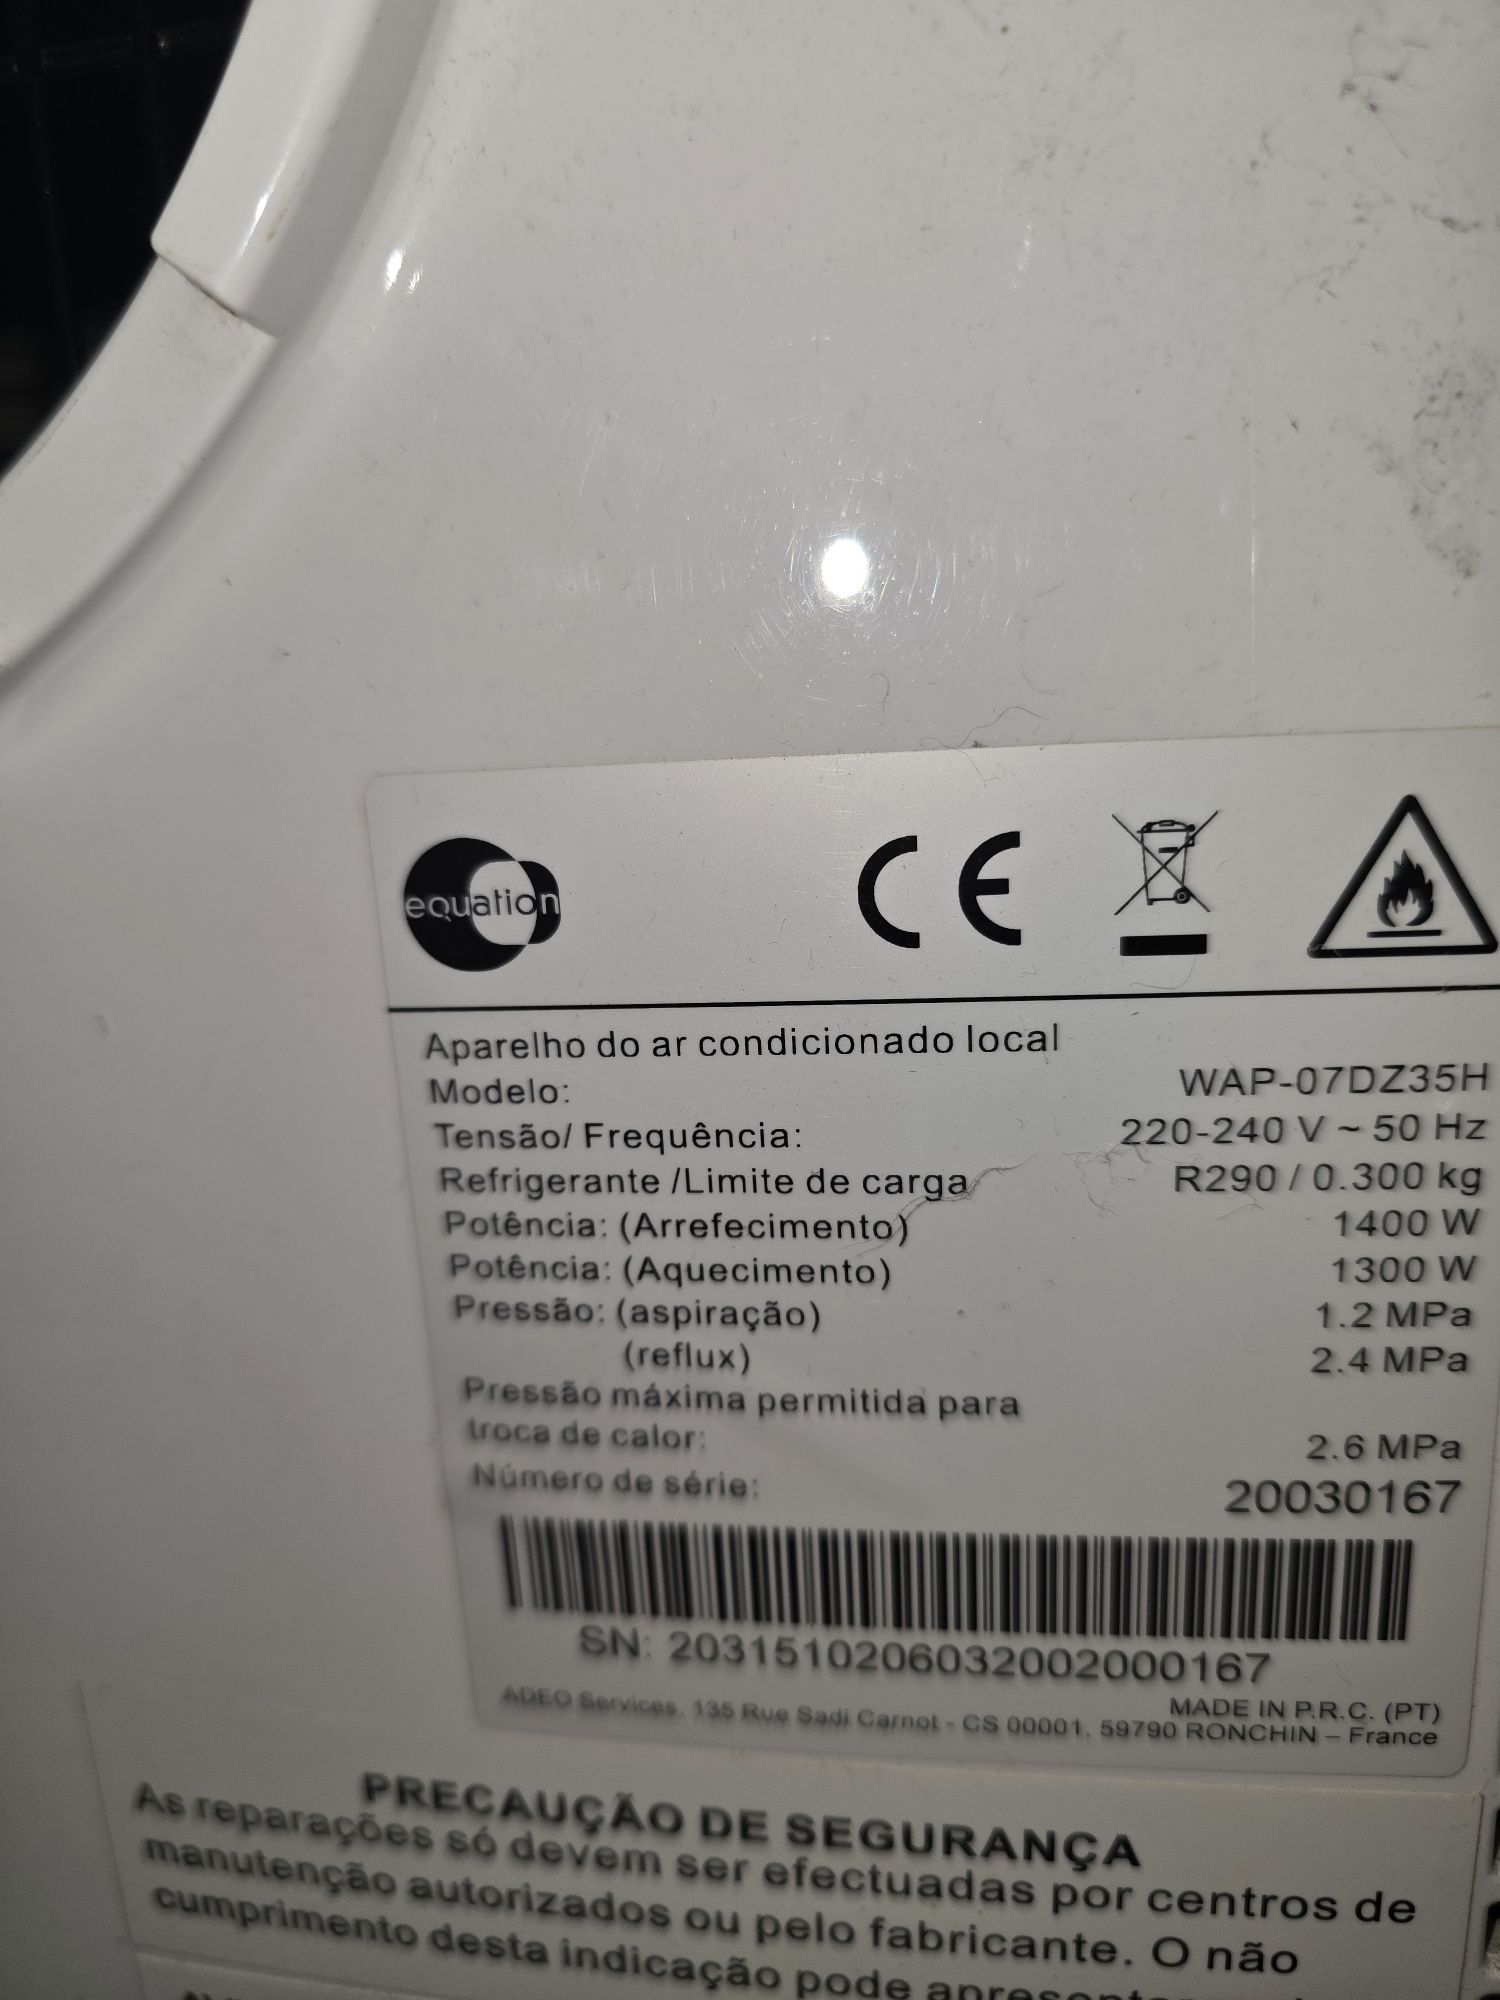 equation
CE
Aparelho do ar condicionado local
Modelo: WAP-07DZ35H
Tensão/ Frequência: 220-240 V ~ 50 Hz
Refrigerante /Limite de carga R290 / 0.300 kg
Potência: (Arrefecimento) 1400 W
Potência: (Aquecimento) 1300 W
Pressão: (aspiração) 1.2 MPa
(reflux) 2.4 MPa
Pressão máxima permitida para
troca de calor: 2.6 MPa
Número de série: 20030167
SN: 2031510206032002000167
MADE IN P.R.C. (PT)
ADEO Services, 135 Rue Sadi Carnot - CS 00001, 59790 RONCHIN – France
PRECAUÇÃO DE SEGURANÇA
As reparações só devem ser efectuadas por centros de
manutenção autorizados ou pelo fabricante. O não
cumprimento desta indicação pode